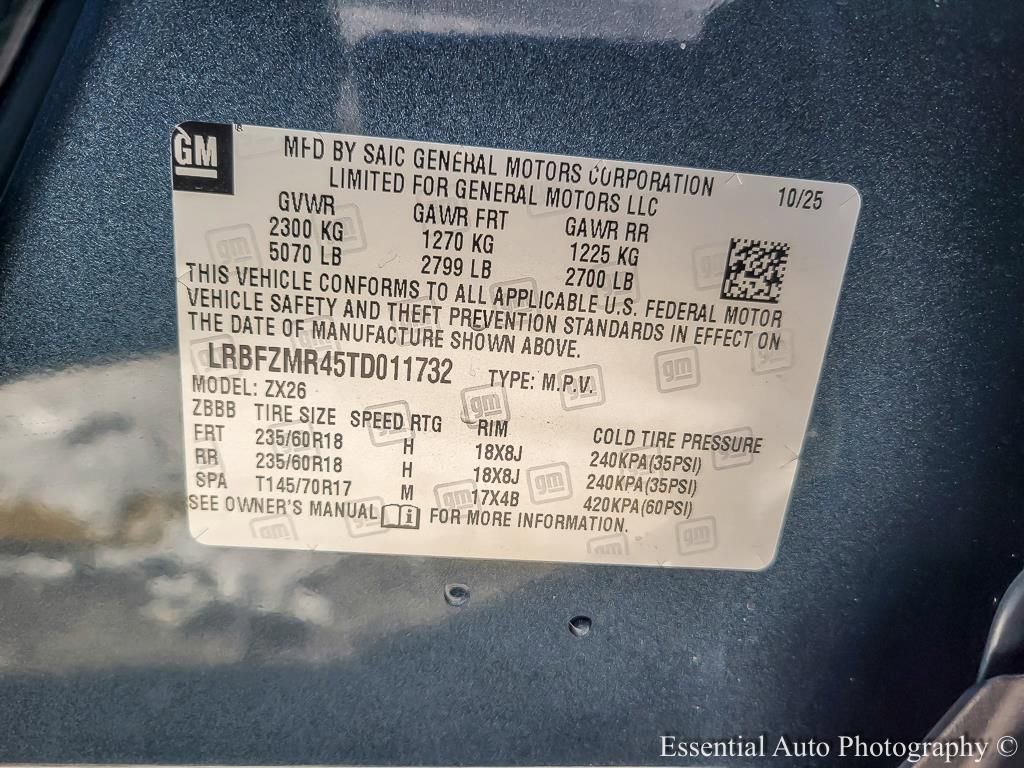 GM
MFD BY SAIC GENERAL MOTORS CORPORATION
LIMITED FOR GENERAL MOTORS LLC
10/25
GVWR GAWR FRT GAWR RR
2300 KG 1270 KG 1225 KG
5070 LB 2799 LB 2700 LB
THIS VEHICLE CONFORMS TO ALL APPLICABLE U.S. FEDERAL MOTOR
VEHICLE SAFETY AND THEFT PREVENTION STANDARDS IN EFFECT ON
THE DATE OF MANUFACTURE SHOWN ABOVE.
LRBFZMR45TD011732 TYPE: M.P.V.
MODEL: ZX26
ZBBB TIRE SIZE SPEED RTG RIM COLD TIRE PRESSURE
FRT 235/60R18 H 18X8J 240KPA(35PSI)
RR 235/60R18 H 18X8J 240KPA(35PSI)
SPA T145/70R17 M 17X4B 420KPA(60PSI)
SEE OWNER'S MANUAL FOR MORE INFORMATION.
Essential Auto Photography ©